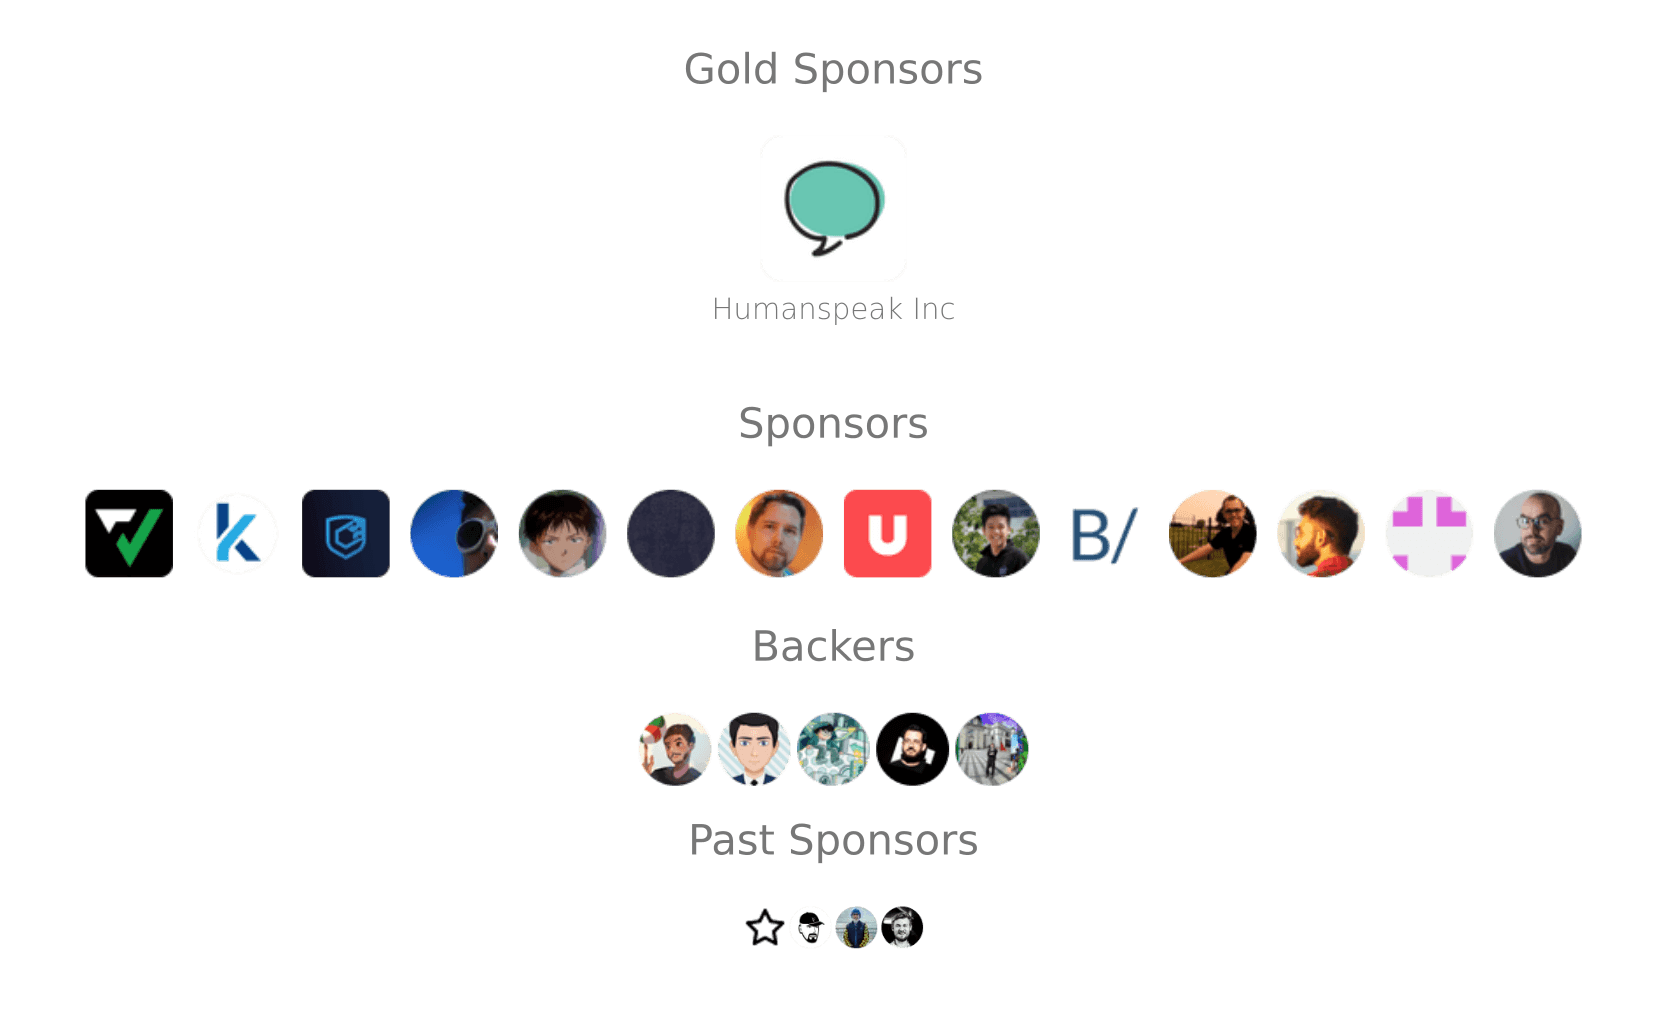 Gold Sponsors
Humanspeak Inc
Sponsors
U
B/
Backers
Past Sponsors